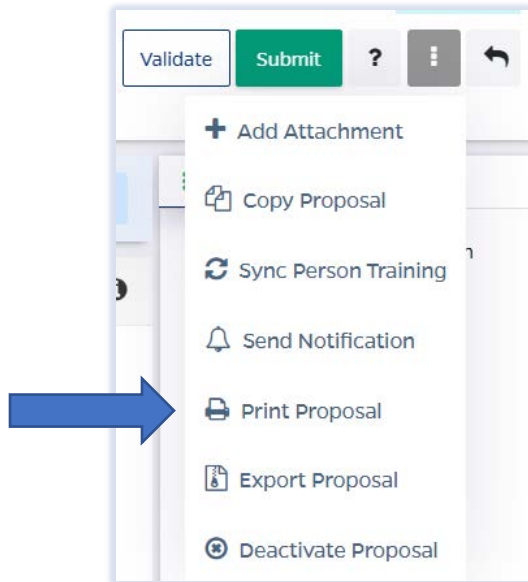 Validate Submit ?
Add Attachment
Copy Proposal
n
Sync Person Training
Send Notification
Print Proposal
Export Proposal
Deactivate Proposal